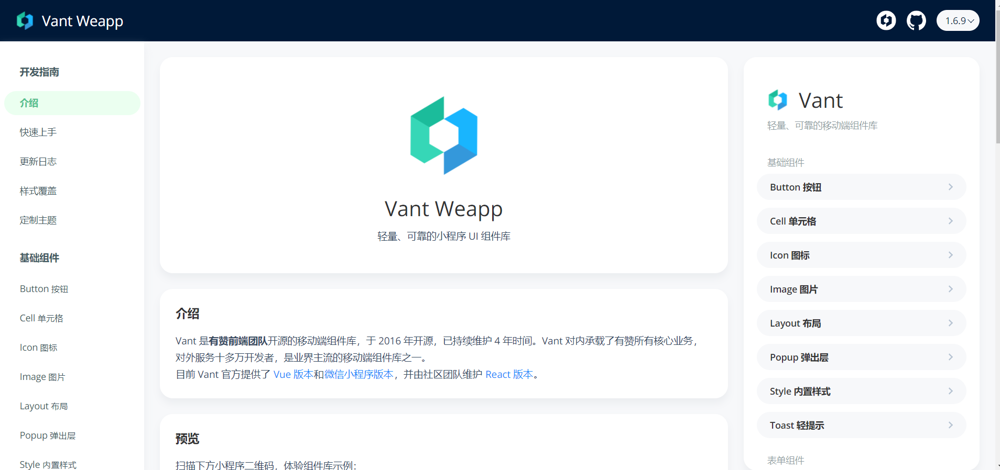 Vant Weapp
1.6.9
开发指南
介绍
快速上手
更新日志
样式覆盖
定制主题
基础组件
Button 按钮
Cell 单元格
Icon 图标
Image 图片
Layout 布局
Popup 弹出层
Style 内置样式
Vant Weapp
轻量、可靠的小程序 UI 组件库
介绍
Vant 是有赞前端团队开源的移动端组件库，于 2016 年开源，已持续维护 4 年时间。Vant 对内承载了有赞所有核心业务，
对外服务十多万开发者，是业界主流的移动端组件库之一。
目前 Vant 官方提供了 Vue 版本和微信小程序版本，并由社区团队维护 React 版本。
预览
扫描下方小程序二维码，体验组件库示例：
Vant
轻量、可靠的移动端组件库
基础组件
Button 按钮
Cell 单元格
Icon 图标
Image 图片
Layout 布局
Popup 弹出层
Style 内置样式
Toast 轻提示
表单组件